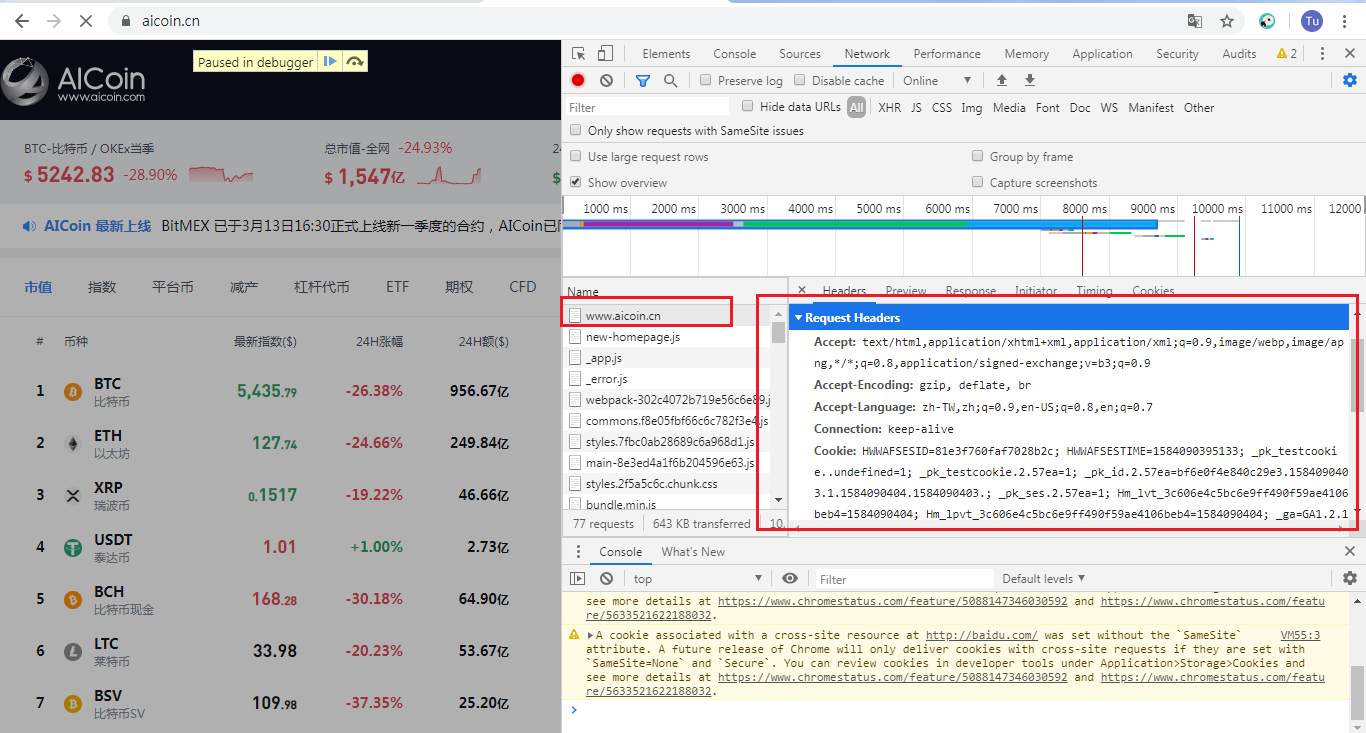 aicoin.cn
Tu
Paused in debugger
AICoin
www.aicoin.com
BTC-比特币 / OKEx当季
$ 5242.83 -28.90%
总市值-全网 -24.93%
$ 1,547亿
2
$
AICoin 最新上线 BitMEX 已于3月13日16:30正式上线新一季度的合约，AICoin已同
市值 指数 平台币 减产 杠杆代币 ETF 期权 CFD
# 币种 最新指数($) 24H涨幅 24H额($)
1 BTC 5,435.79 -26.38% 956.67亿
比特币
2 ETH 127.74 -24.66% 249.84亿
以太坊
3 XRP 0.1517 -19.22% 46.66亿
瑞波币
4 USDT 1.01 +1.00% 2.73亿
泰达币
5 BCH 168.28 -30.18% 64.90亿
比特币现金
6 LTC 33.98 -20.23% 53.67亿
莱特币
7 BSV 109.98 -37.35% 25.20亿
比特币SV
Elements Console Sources Network Performance Memory Application Security Audits 2
Preserve log Disable cache Online
Filter Hide data URLs All XHR JS CSS Img Media Font Doc WS Manifest Other
Only show requests with SameSite issues
Use large request rows Group by frame
Show overview Capture screenshots
1000 ms 2000 ms 3000 ms 4000 ms 5000 ms 6000 ms 7000 ms 8000 ms 9000 ms 10000 ms 11000 ms 12000
Name
www.aicoin.cn
new-homepage.js
_app.js
_error.js
webpack-302c4072b719e56c6e89.j
commons.f8e05fbf66c6c782f3e4.js
styles.7fbc0ab28689c6a968d1.js
main-8e3ed4a1f6b204596e63.js
styles.2f5a5c6c.chunk.css
bundle.min.js
77 requests 643 KB transferred 10.
Headers Preview Response Initiator Timing Cookies
Request Headers
Accept: text/html,application/xhtml+xml,application/xml;q=0.9,image/webp,image/ap
ng,*/*;q=0.8,application/signed-exchange;v=b3;q=0.9
Accept-Encoding: gzip, deflate, br
Accept-Language: zh-TW,zh;q=0.9,en-US;q=0.8,en;q=0.7
Connection: keep-alive
Cookie: HWWAFSESID=81e3f760faf7028b2c; HWWAFSESTIME=1584090395133; _pk_testcooki
e..undefined=1; _pk_testcookie.2.57ea=1; _pk_id.2.57ea=bf6e0f4e840c29e3.158409040
3.1.1584090404.1584090403.; _pk_ses.2.57ea=1; Hm_lvt_3c606e4c5bc6e9ff490f59ae4106
beb4=1584090404; Hm_lpvt_3c606e4c5bc6e9ff490f59ae4106beb4=1584090404; _ga=GA1.2.1
Console What's New
top Filter Default levels
see more details at https://www.chromestatus.com/feature/5088147346030592 and https://www.chromestatus.com/featu
re/5633521622188032.
A cookie associated with a cross-site resource at http://baidu.com/ was set without the `SameSite` VM55:3
attribute. A future release of Chrome will only deliver cookies with cross-site requests if they are set with
`SameSite=None` and `Secure`. You can review cookies in developer tools under Application>Storage>Cookies and
see more details at https://www.chromestatus.com/feature/5088147346030592 and https://www.chromestatus.com/featu
re/5633521622188032.